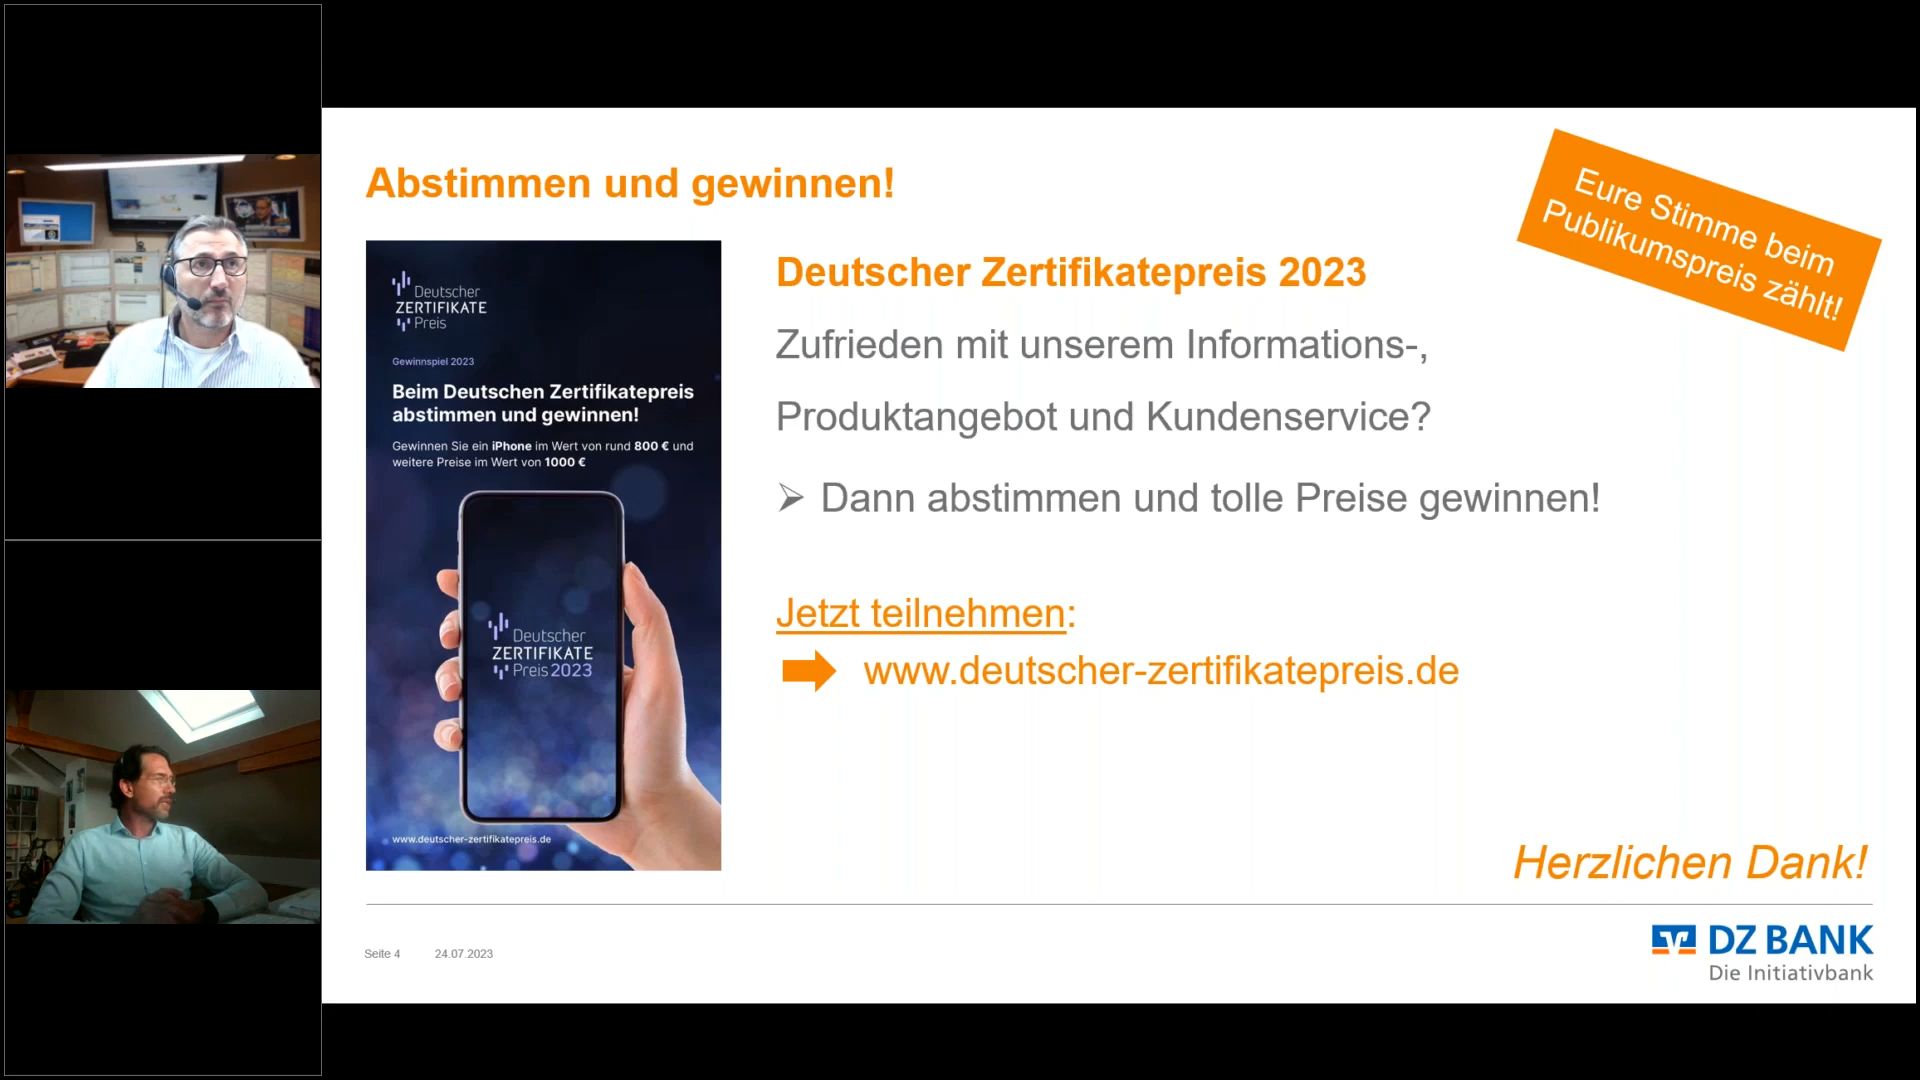 Abstimmen und gewinnen!
Eure Stimme beim
Publikumspreis zählt!
Deutscher
ZERTIFIKATE
Preis
Gewinnspiel 2023
Beim Deutschen Zertifikatepreis
abstimmen und gewinnen!
Gewinnen Sie ein iPhone im Wert von rund 800 € und
weitere Preise im Wert von 1000 €
Deutscher
ZERTIFIKATE
Preis 2023
www.deutscher-zertifikatepreis.de
Deutscher Zertifikatepreis 2023
Zufrieden mit unserem Informations-,
Produktangebot und Kundenservice?
➢ Dann abstimmen und tolle Preise gewinnen!
Jetzt teilnehmen:
www.deutscher-zertifikatepreis.de
Herzlichen Dank!
Seite 4 24.07.2023
DZ BANK
Die Initiativbank